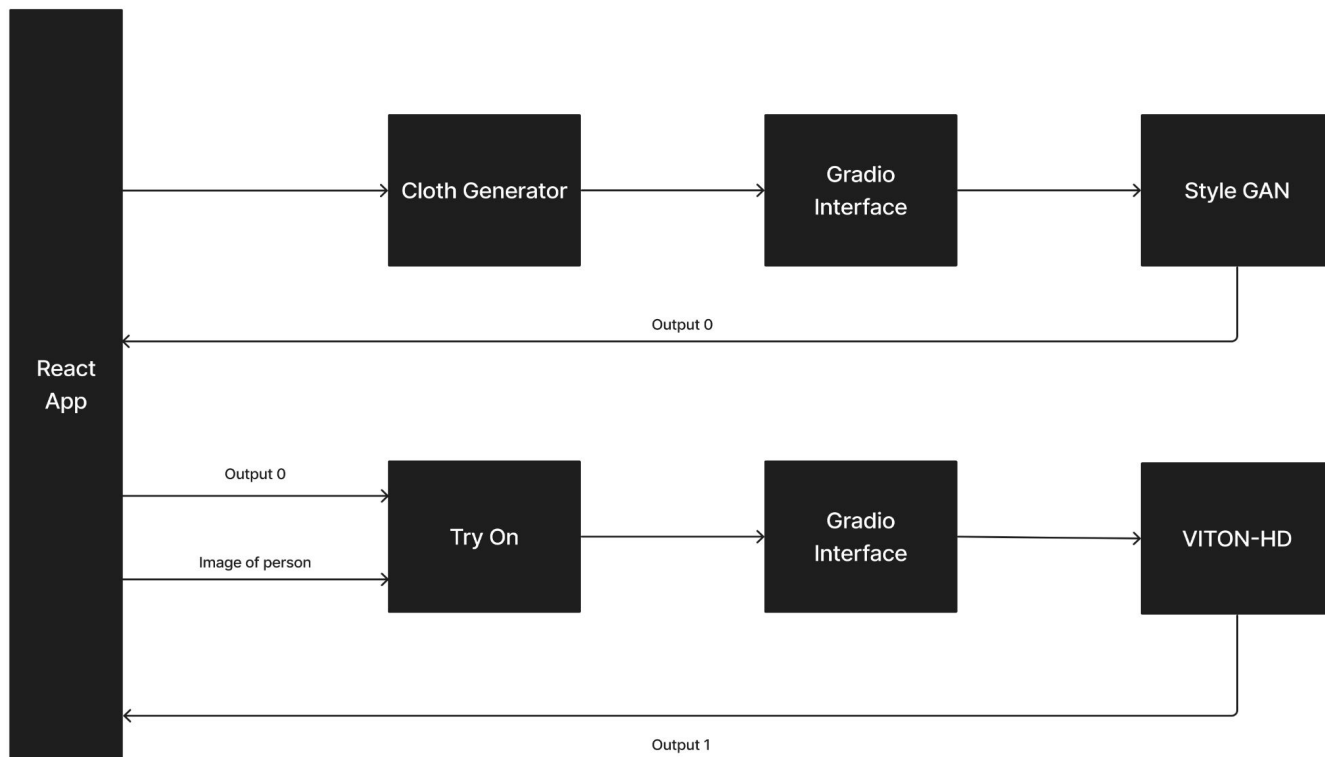 Cloth Generator
Gradio
Interface
Style GAN
Output 0
React
App
Output 0
Image of person
Try On
Gradio
Interface
VITON-HD
Output 1